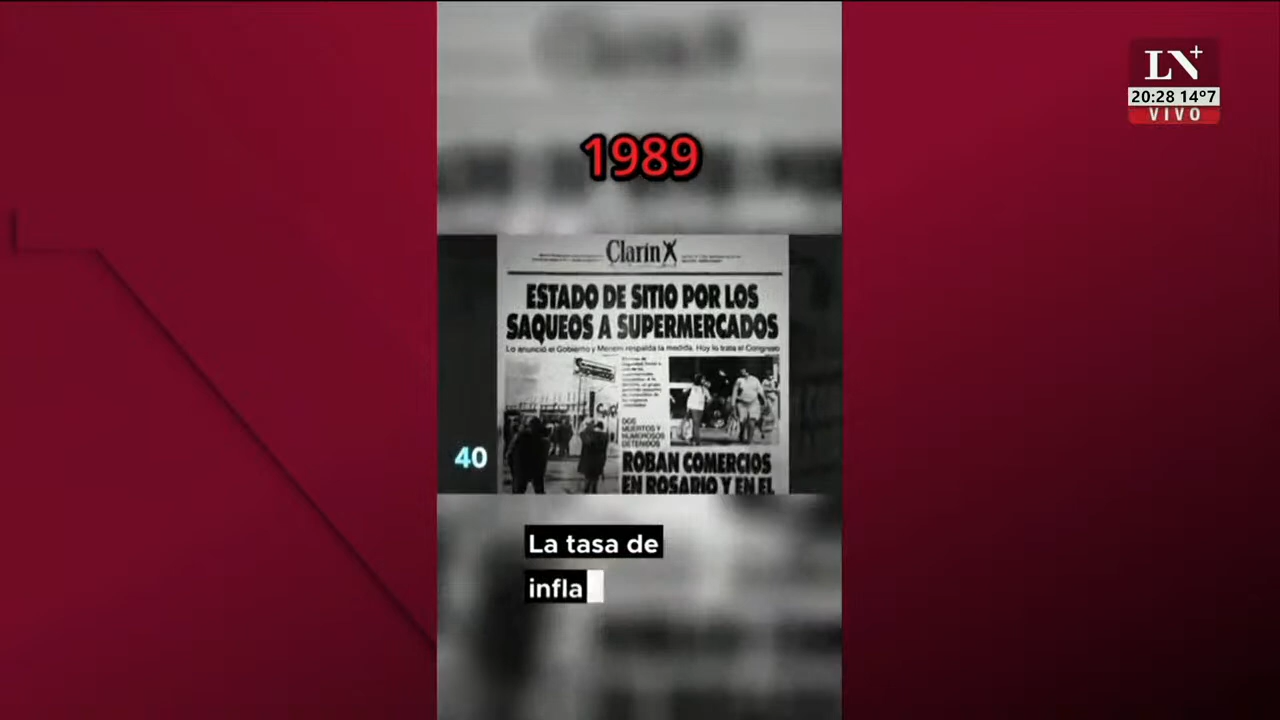 LN+
20:28 14º7
VIVO
1989
Clarín
ESTADO DE SITIO POR LOS
SAQUEOS A SUPERMERCADOS
Lo anunció el Gobierno y Menem respalda la medida. Hoy lo trata el Congreso
DOS
MUERTOS Y
NUMEROSOS
DETENIDOS
ROBAN COMERCIOS
EN ROSARIO Y EN EL
40
La tasa de
infla